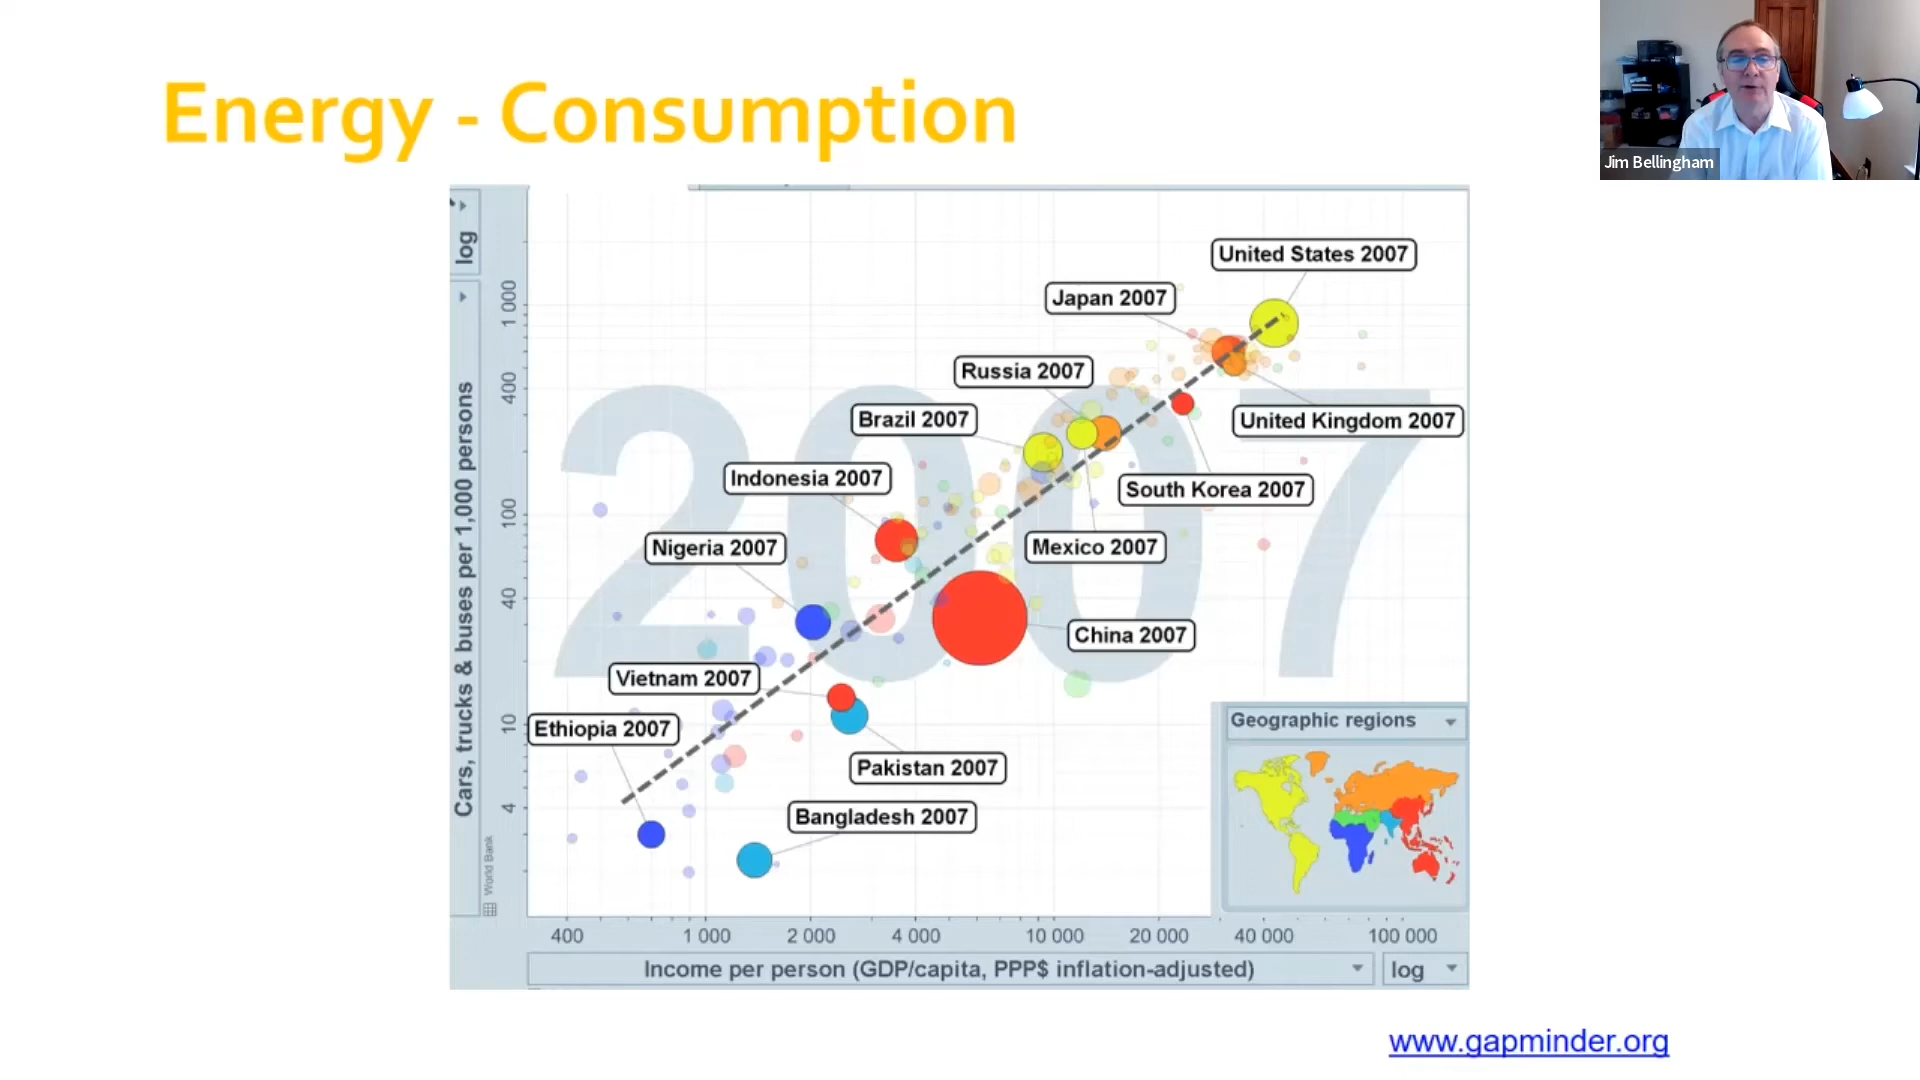 Energy - Consumption
Jim Bellingham
log
Cars, trucks & buses per 1,000 persons
World Bank
1 000
400
100
40
10
4
2007
United States 2007
Japan 2007
Russia 2007
Brazil 2007
United Kingdom 2007
Indonesia 2007
South Korea 2007
Nigeria 2007
Mexico 2007
China 2007
Vietnam 2007
Ethiopia 2007
Pakistan 2007
Bangladesh 2007
Geographic regions
400
1 000
2 000
4 000
10 000
20 000
40 000
100 000
Income per person (GDP/capita, PPP$ inflation-adjusted)
log
www.gapminder.org